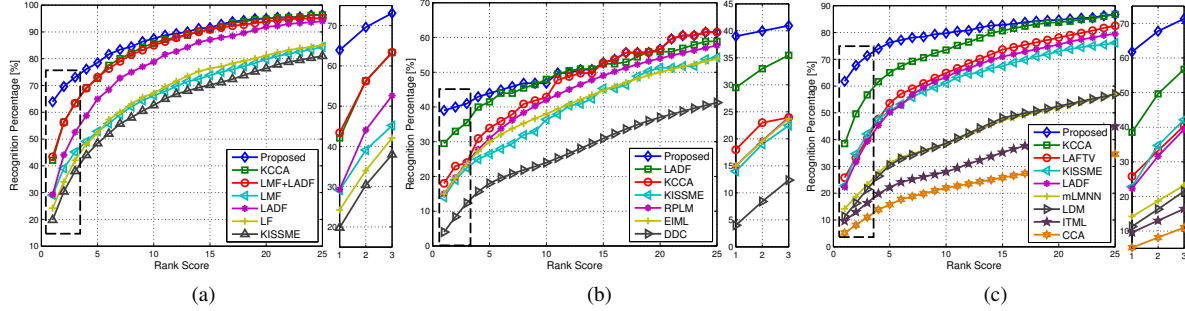 100
90
80
70
60
50
40
30
20
10
0 5 10 15 20 25
Recognition Percentage [%]
Rank Score
Proposed
KCCA
LMF+LADF
LMF
LADF
LF
KISSME
70
60
50
40
30
20
1 2 3
(a)
70
60
50
40
30
20
10
0
0 5 10 15 20 25
Recognition Percentage [%]
Rank Score
Proposed
LADF
KCCA
KISSME
RPLM
EIML
DDC
45
40
35
30
25
20
15
10
5
0
1 2 3
(b)
90
80
70
60
50
40
30
20
10
0
0 5 10 15 20 25
Recognition Percentage [%]
Rank Score
Proposed
KCCA
LAFTV
KISSME
LADF
mLMNN
LDM
ITML
CCA
70
60
50
40
30
20
10
1 2 3
(c)